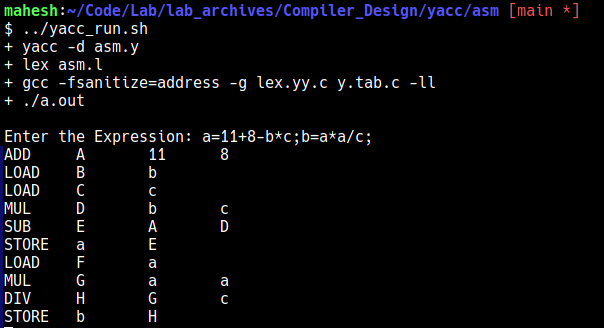 mahesh:~/Code/Lab/lab_archives/Compiler_Design/yacc/asm [main *]
$ ../yacc_run.sh
+ yacc -d asm.y
+ lex asm.l
+ gcc -fsanitize=address -g lex.yy.c y.tab.c -ll
+ ./a.out
Enter the Expression: a=11+8-b*c;b=a*a/c;
ADD A 11 8
LOAD B b
LOAD C c
MUL D b c
SUB E A D
STORE a E
LOAD F a
MUL G a a
DIV H G c
STORE b H